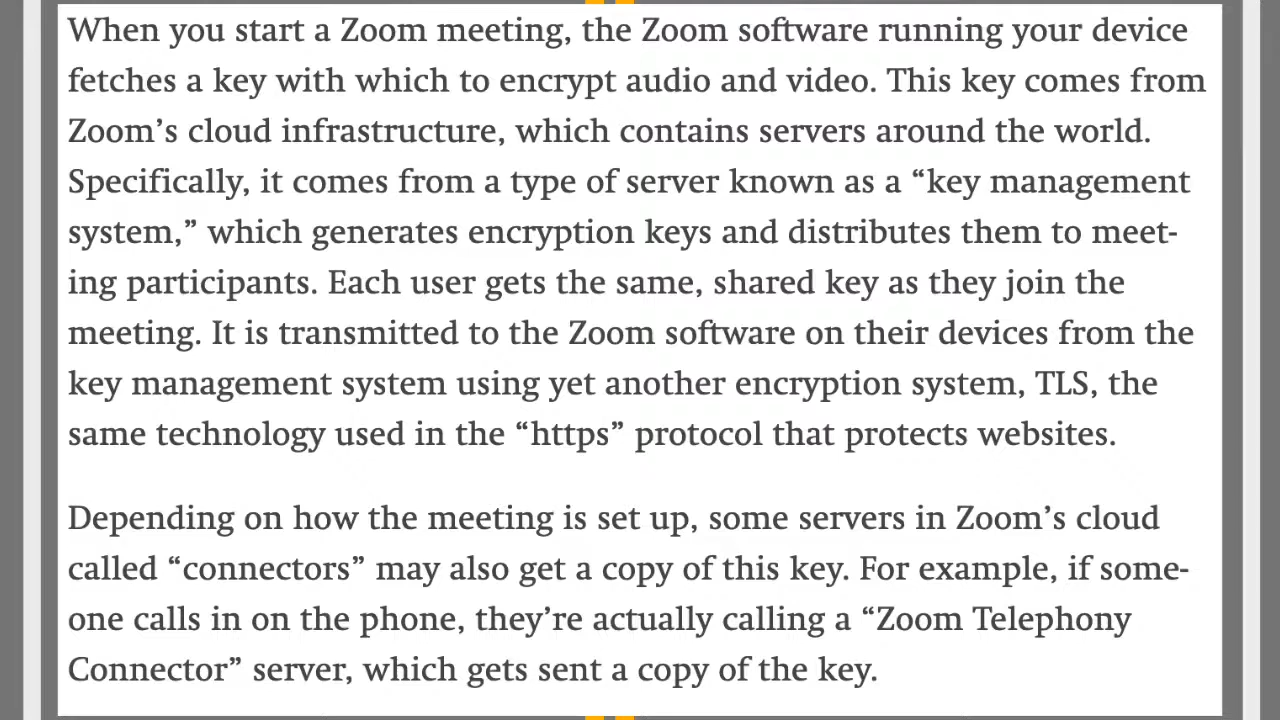 When you start a Zoom meeting, the Zoom software running your device
fetches a key with which to encrypt audio and video. This key comes from
Zoom’s cloud infrastructure, which contains servers around the world.
Specifically, it comes from a type of server known as a “key management
system,” which generates encryption keys and distributes them to meet-
ing participants. Each user gets the same, shared key as they join the
meeting. It is transmitted to the Zoom software on their devices from the
key management system using yet another encryption system, TLS, the
same technology used in the “https” protocol that protects websites.
Depending on how the meeting is set up, some servers in Zoom’s cloud
called “connectors” may also get a copy of this key. For example, if some-
one calls in on the phone, they’re actually calling a “Zoom Telephony
Connector” server, which gets sent a copy of the key.